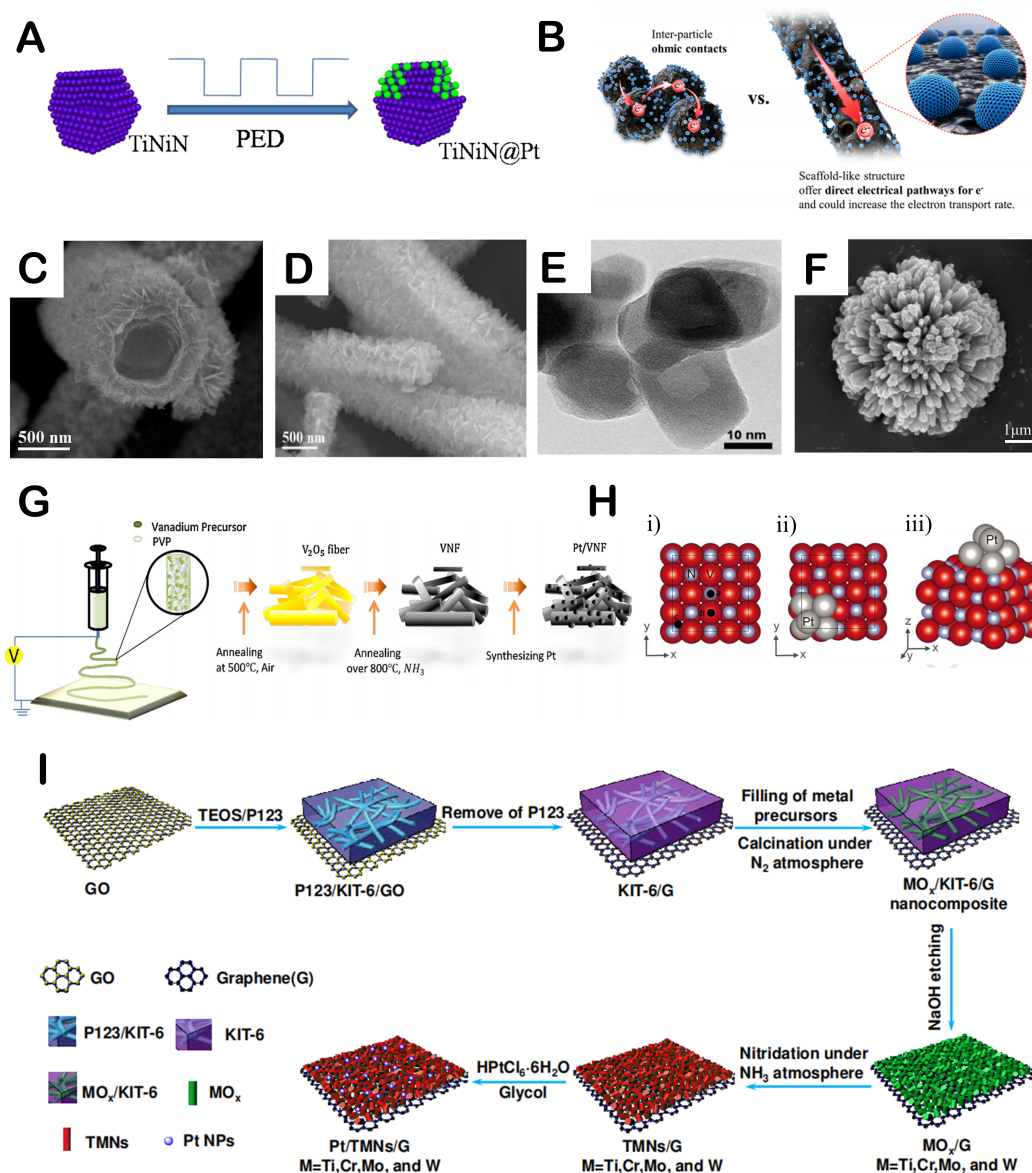 A
TiNiN
PED
TiNiN@Pt
B
Inter-particle
ohmic contacts
vs.
e-
e-
e-
e-
Scaffold-like structure
offer direct electrical pathways for e-
and could increase the electron transport rate.
C
500 nm
D
500 nm
E
10 nm
F
1μm
G
Vanadium Precursor
PVP
V
V₂O₅ fiber
VNF
Pt/VNF
Annealing
at 500℃, Air
Annealing
over 800℃, NH₃
Synthesizing Pt
H
i)
N V
y
x
ii)
Pt
y
x
iii)
Pt
z
y
x
I
GO
TEOS/P123
P123/KIT-6/GO
Remove of P123
KIT-6/G
Filling of metal
precursors
Calcination under
N₂ atmosphere
MOₓ/KIT-6/G
nanocomposite
NaOH etching
GO
Graphene(G)
P123/KIT-6
KIT-6
MOₓ/KIT-6
MOₓ
TMNs
Pt NPs
Pt/TMNs/G
M=Ti,Cr,Mo, and W
HPtCl₆·6H₂O
Glycol
TMNs/G
M=Ti,Cr,Mo, and W
Nitridation under
NH₃ atmosphere
MOₓ/G
M=Ti,Cr,Mo, and W